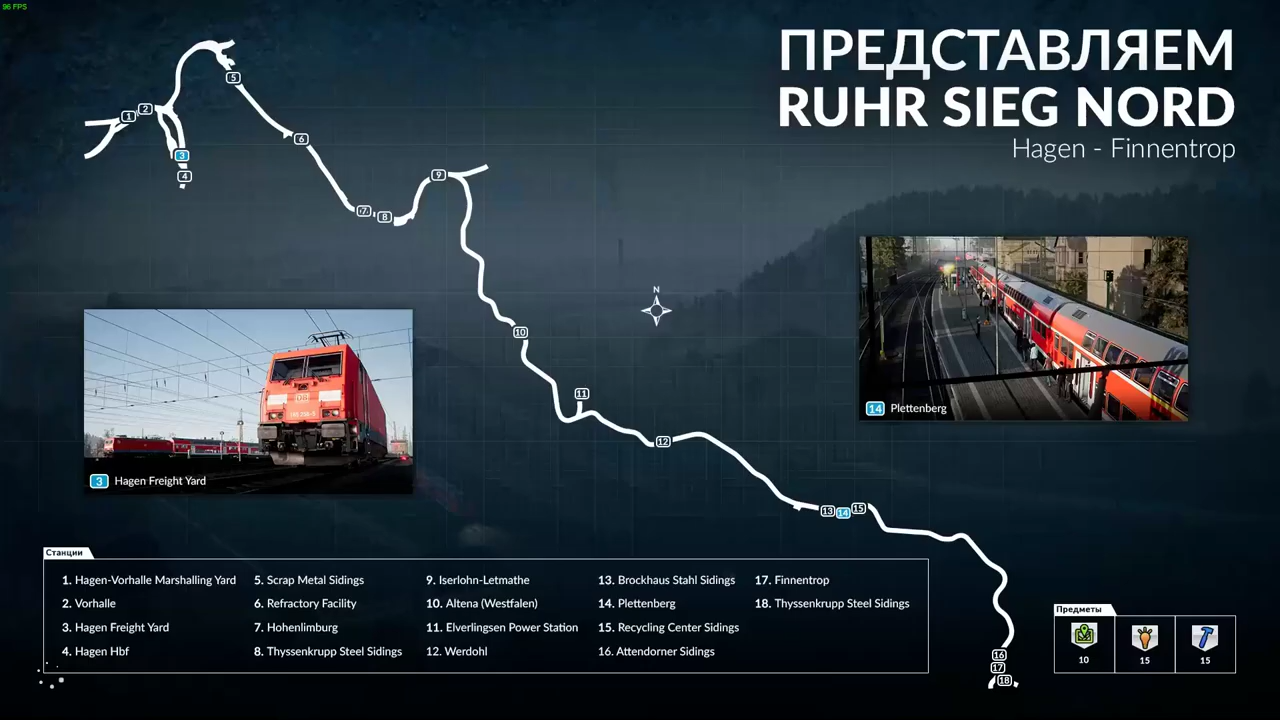 96 FPS
ПРЕДСТАВЛЯЕМ
RUHR SIEG NORD
Hagen - Finnentrop
1
2
3
4
5
6
7
8
9
N
10
11
12
13 14 15
16
17
18
3 Hagen Freight Yard
14 Plettenberg
Станции
1. Hagen-Vorhalle Marshalling Yard
2. Vorhalle
3. Hagen Freight Yard
4. Hagen Hbf
5. Scrap Metal Sidings
6. Refractory Facility
7. Hohenlimburg
8. Thyssenkrupp Steel Sidings
9. Iserlohn-Letmathe
10. Altena (Westfalen)
11. Elverlingsen Power Station
12. Werdohl
13. Brockhaus Stahl Sidings
14. Plettenberg
15. Recycling Center Sidings
16. Attendorner Sidings
17. Finnentrop
18. Thyssenkrupp Steel Sidings
Предметы
10 15 15